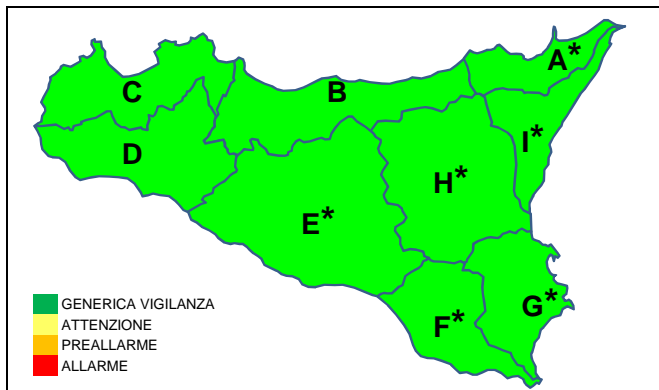 A*
C
B
I*
D
H*
E*
G*
F*
GENERICA VIGILANZA
ATTENZIONE
PREALLARME
ALLARME